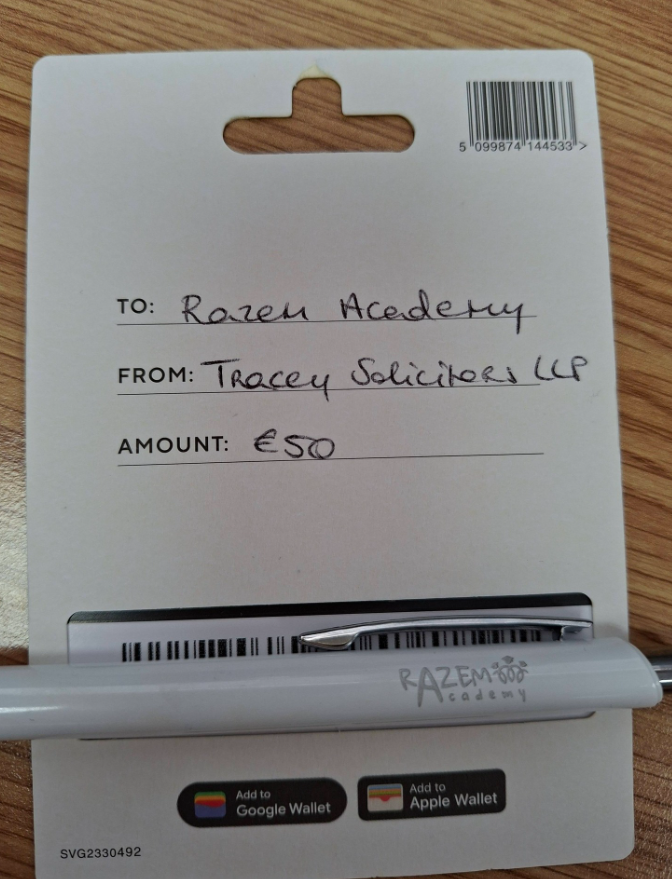 5 099874 144533 >
TO: Razem Academy
FROM: Tracey Solicitors LLP
AMOUNT: €50
RAZEM
academy
Add to
Google Wallet
Add to
Apple Wallet
SVG2330492